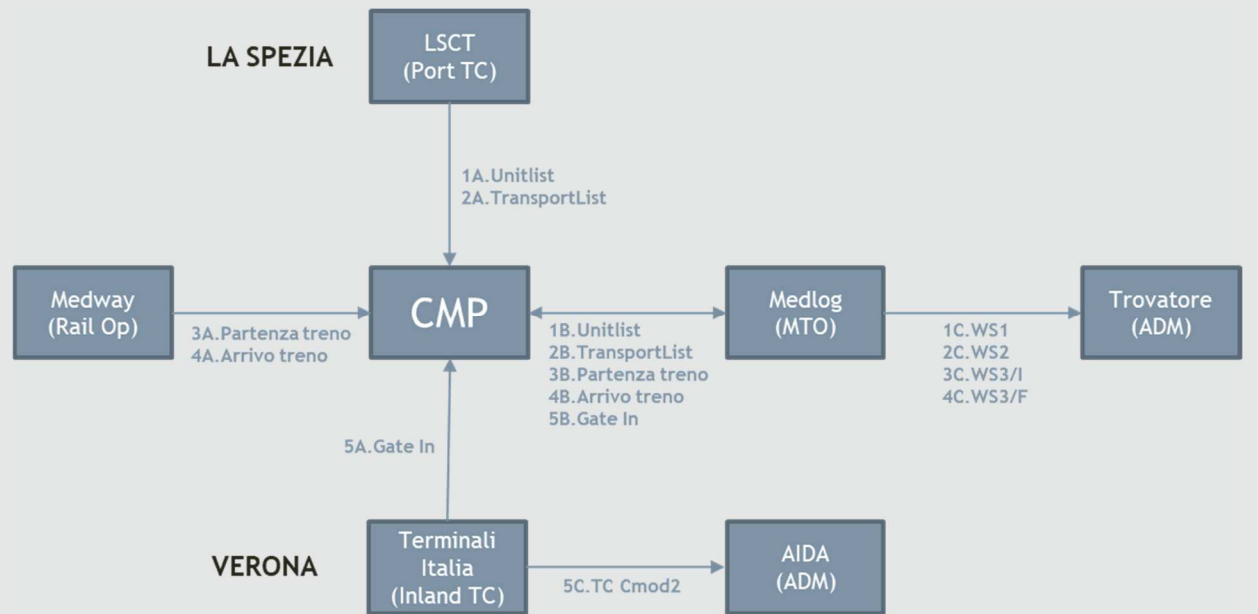 LA SPEZIA
LSCT
(Port TC)
1A.Unitlist
2A.TransportList
Medway
(Rail Op)
3A.Partenza treno
4A.Arrivo treno
CMP
1B.Unitlist
2B.TransportList
3B.Partenza treno
4B.Arrivo treno
5B.Gate In
Medlog
(MTO)
1C.WS1
2C.WS2
3C.WS3/I
4C.WS3/F
Trovatore
(ADM)
5A.Gate In
VERONA
Terminali
Italia
(Inland TC)
5C.TC Cmod2
AIDA
(ADM)